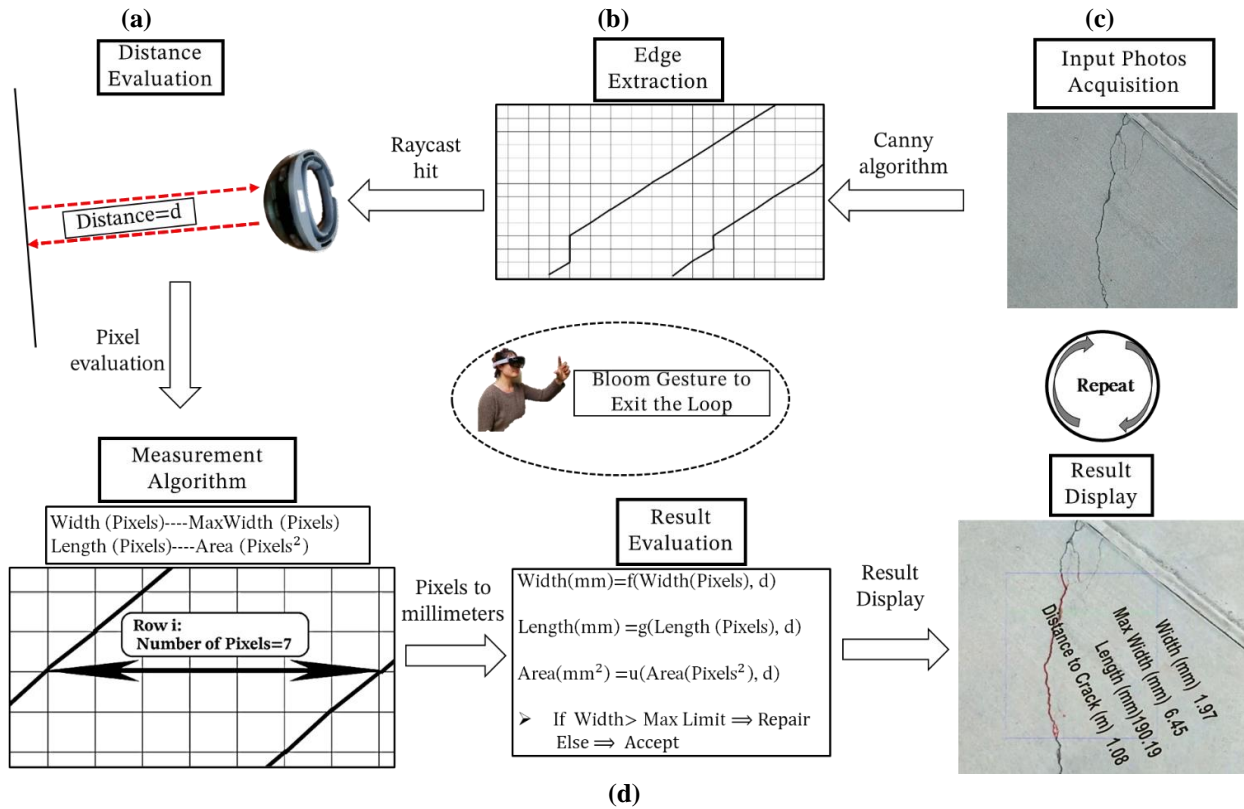 (a)
(b)
(c)
Distance
Evaluation
Edge
Extraction
Input Photos
Acquisition
Distance=d
Raycast
hit
Canny
algorithm
Pixel
evaluation
Bloom Gesture to
Exit the Loop
Repeat
Measurement
Algorithm
Width (Pixels)----MaxWidth (Pixels)
Length (Pixels)----Area (Pixels²)
Row i:
Number of Pixels=7
Pixels to
millimeters
Result
Evaluation
Width(mm)=f(Width(Pixels), d)
Length(mm) =g(Length (Pixels), d)
Area(mm²) =u(Area(Pixels²), d)
➢ If Width> Max Limit ⟹ Repair
Else ⟹ Accept
Result
Display
Result
Display
Width (mm) 1.97
Max Width (mm) 6.45
Length (mm)190.19
Distance to Crack (m) 1.08
(d)